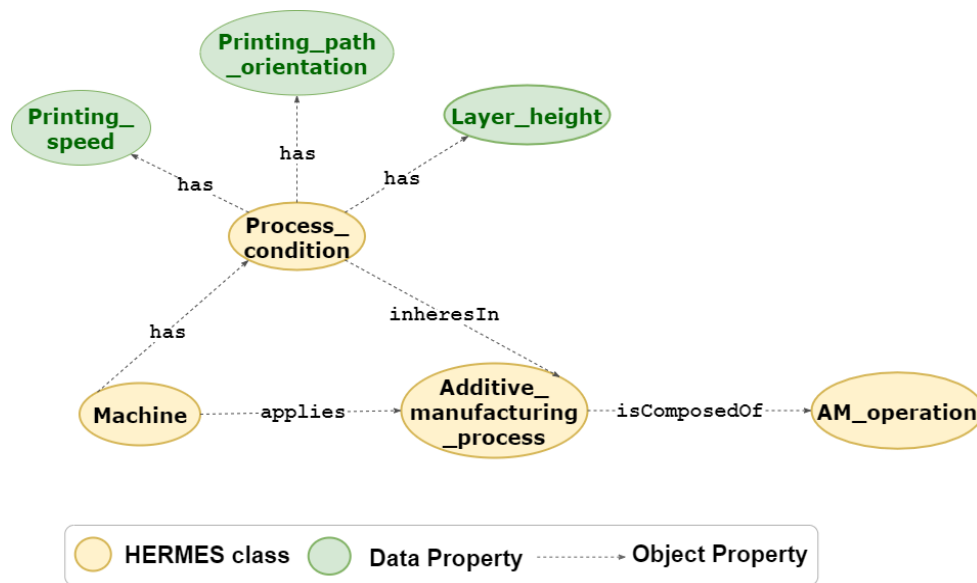 Printing_path
_orientation
Printing_
speed
Layer_height
has
has
has
Process_
condition
has
inheresIn
Machine
applies
Additive_
manufacturing
_process
isComposedOf
AM_operation
HERMES class
Data Property
Object Property